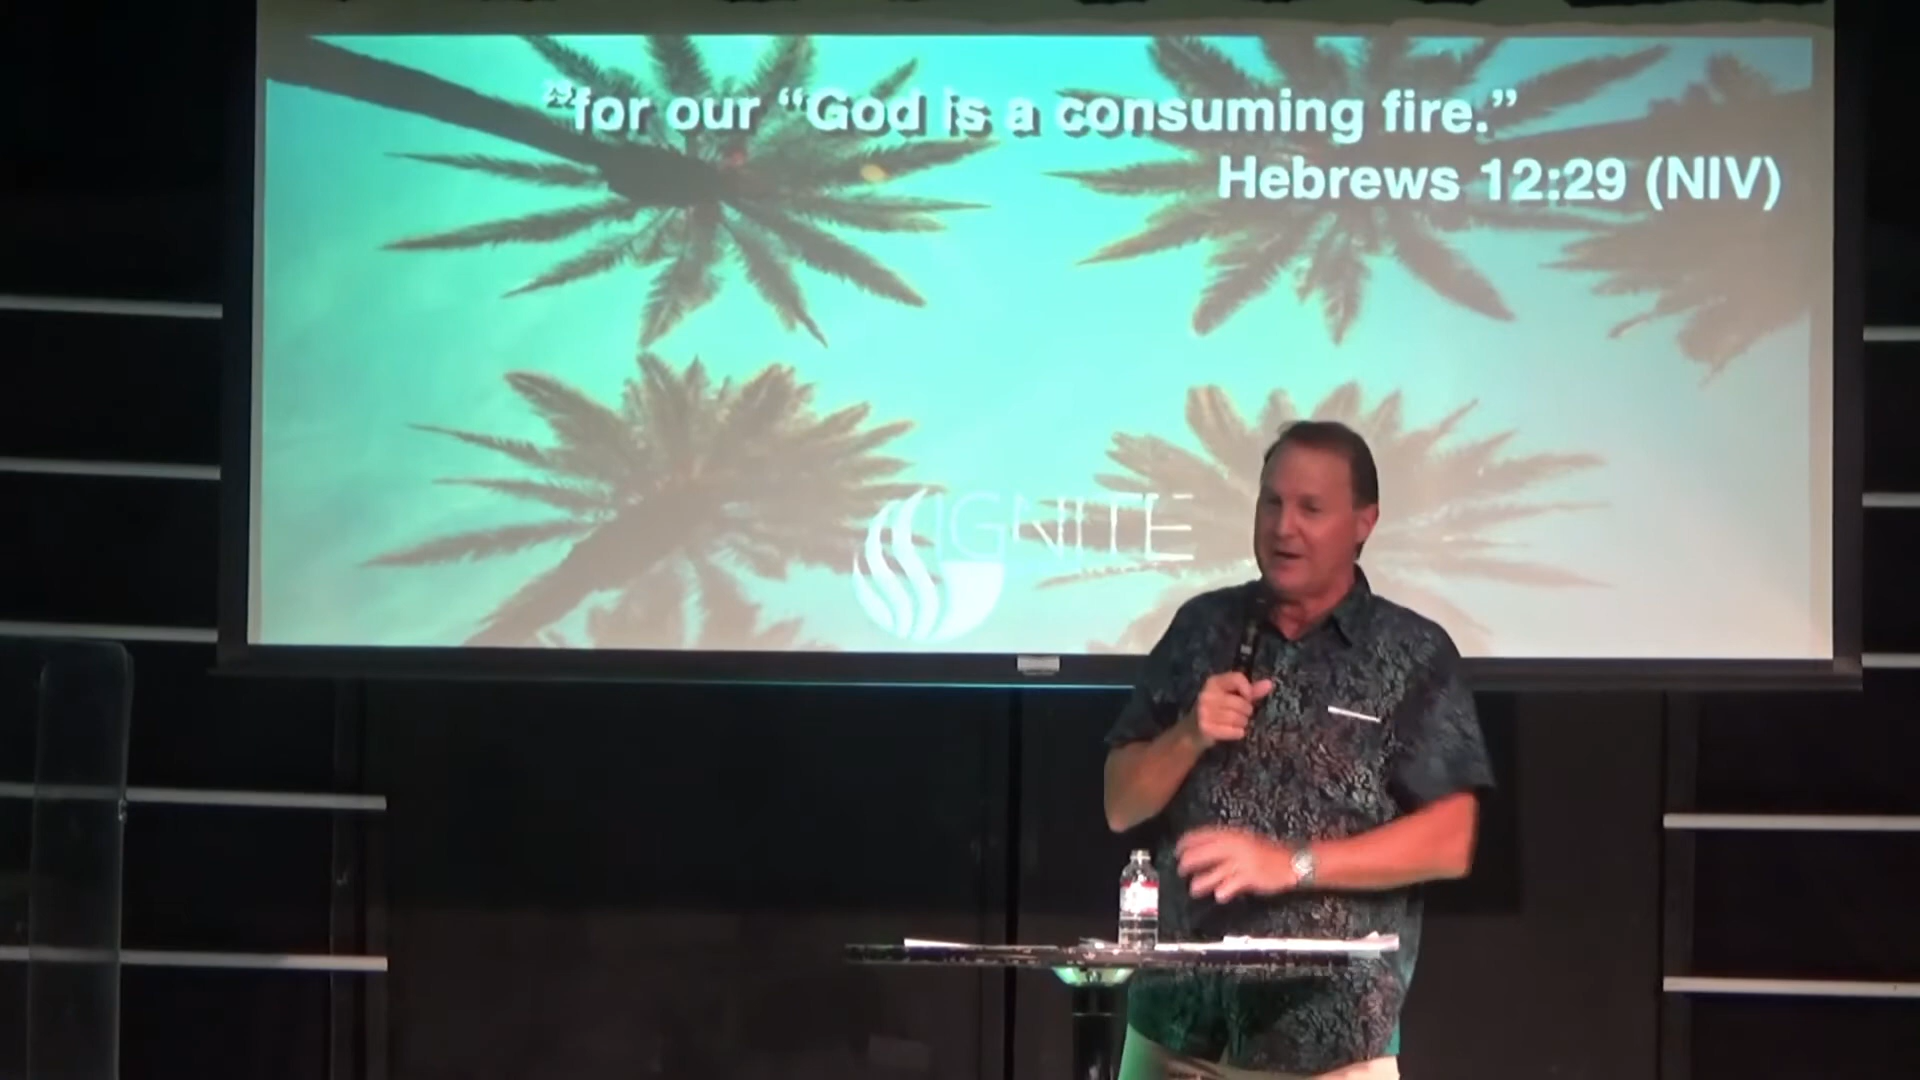 ²⁹for our “God is a consuming fire.”
Hebrews 12:29 (NIV)
IGNITE